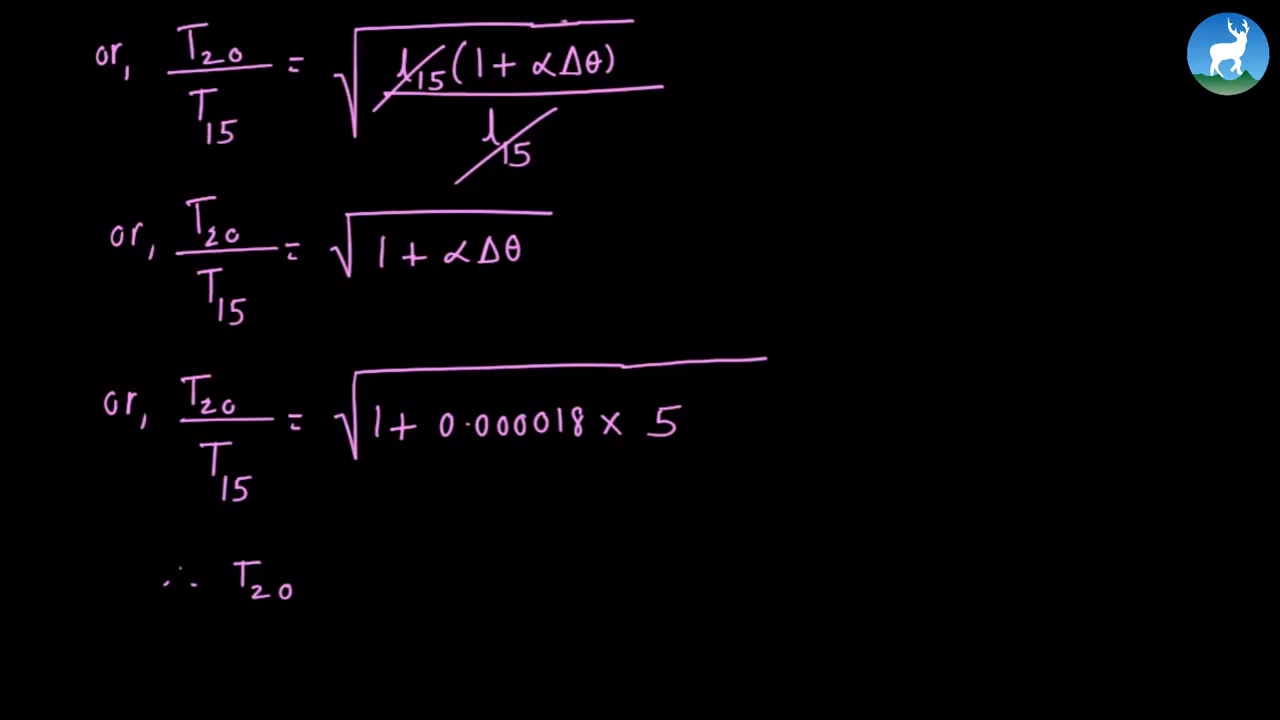 or, T₂₀/T₁₅ = √(l₁₅(1 + αΔθ)/l₁₅)
or, T₂₀/T₁₅ = √(1 + αΔθ)
or, T₂₀/T₁₅ = √(1 + 0.000018 × 5)
∴ T₂₀